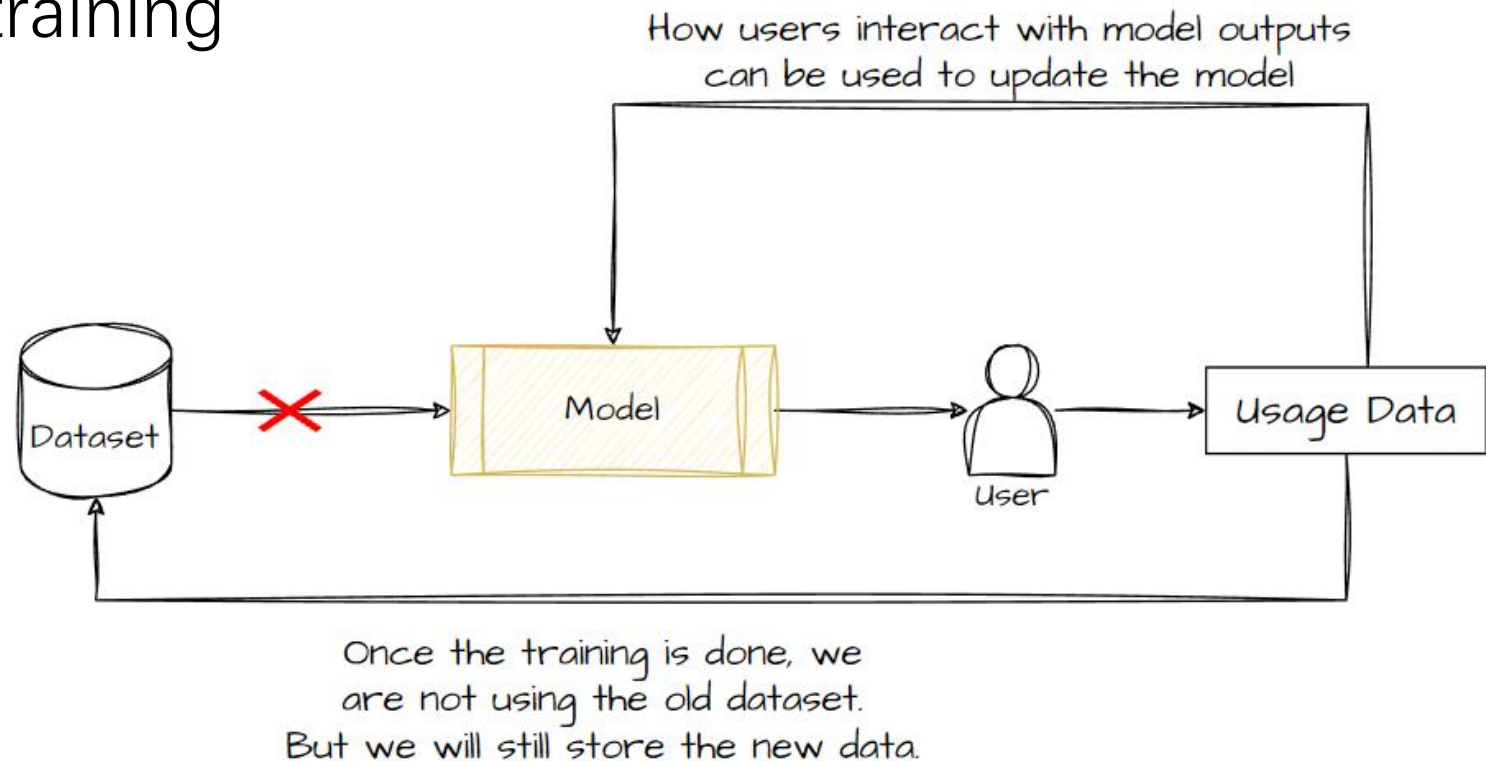 training
How users interact with model outputs
can be used to update the model
Dataset
Model
User
Usage Data
Once the training is done, we
are not using the old dataset.
But we will still store the new data.